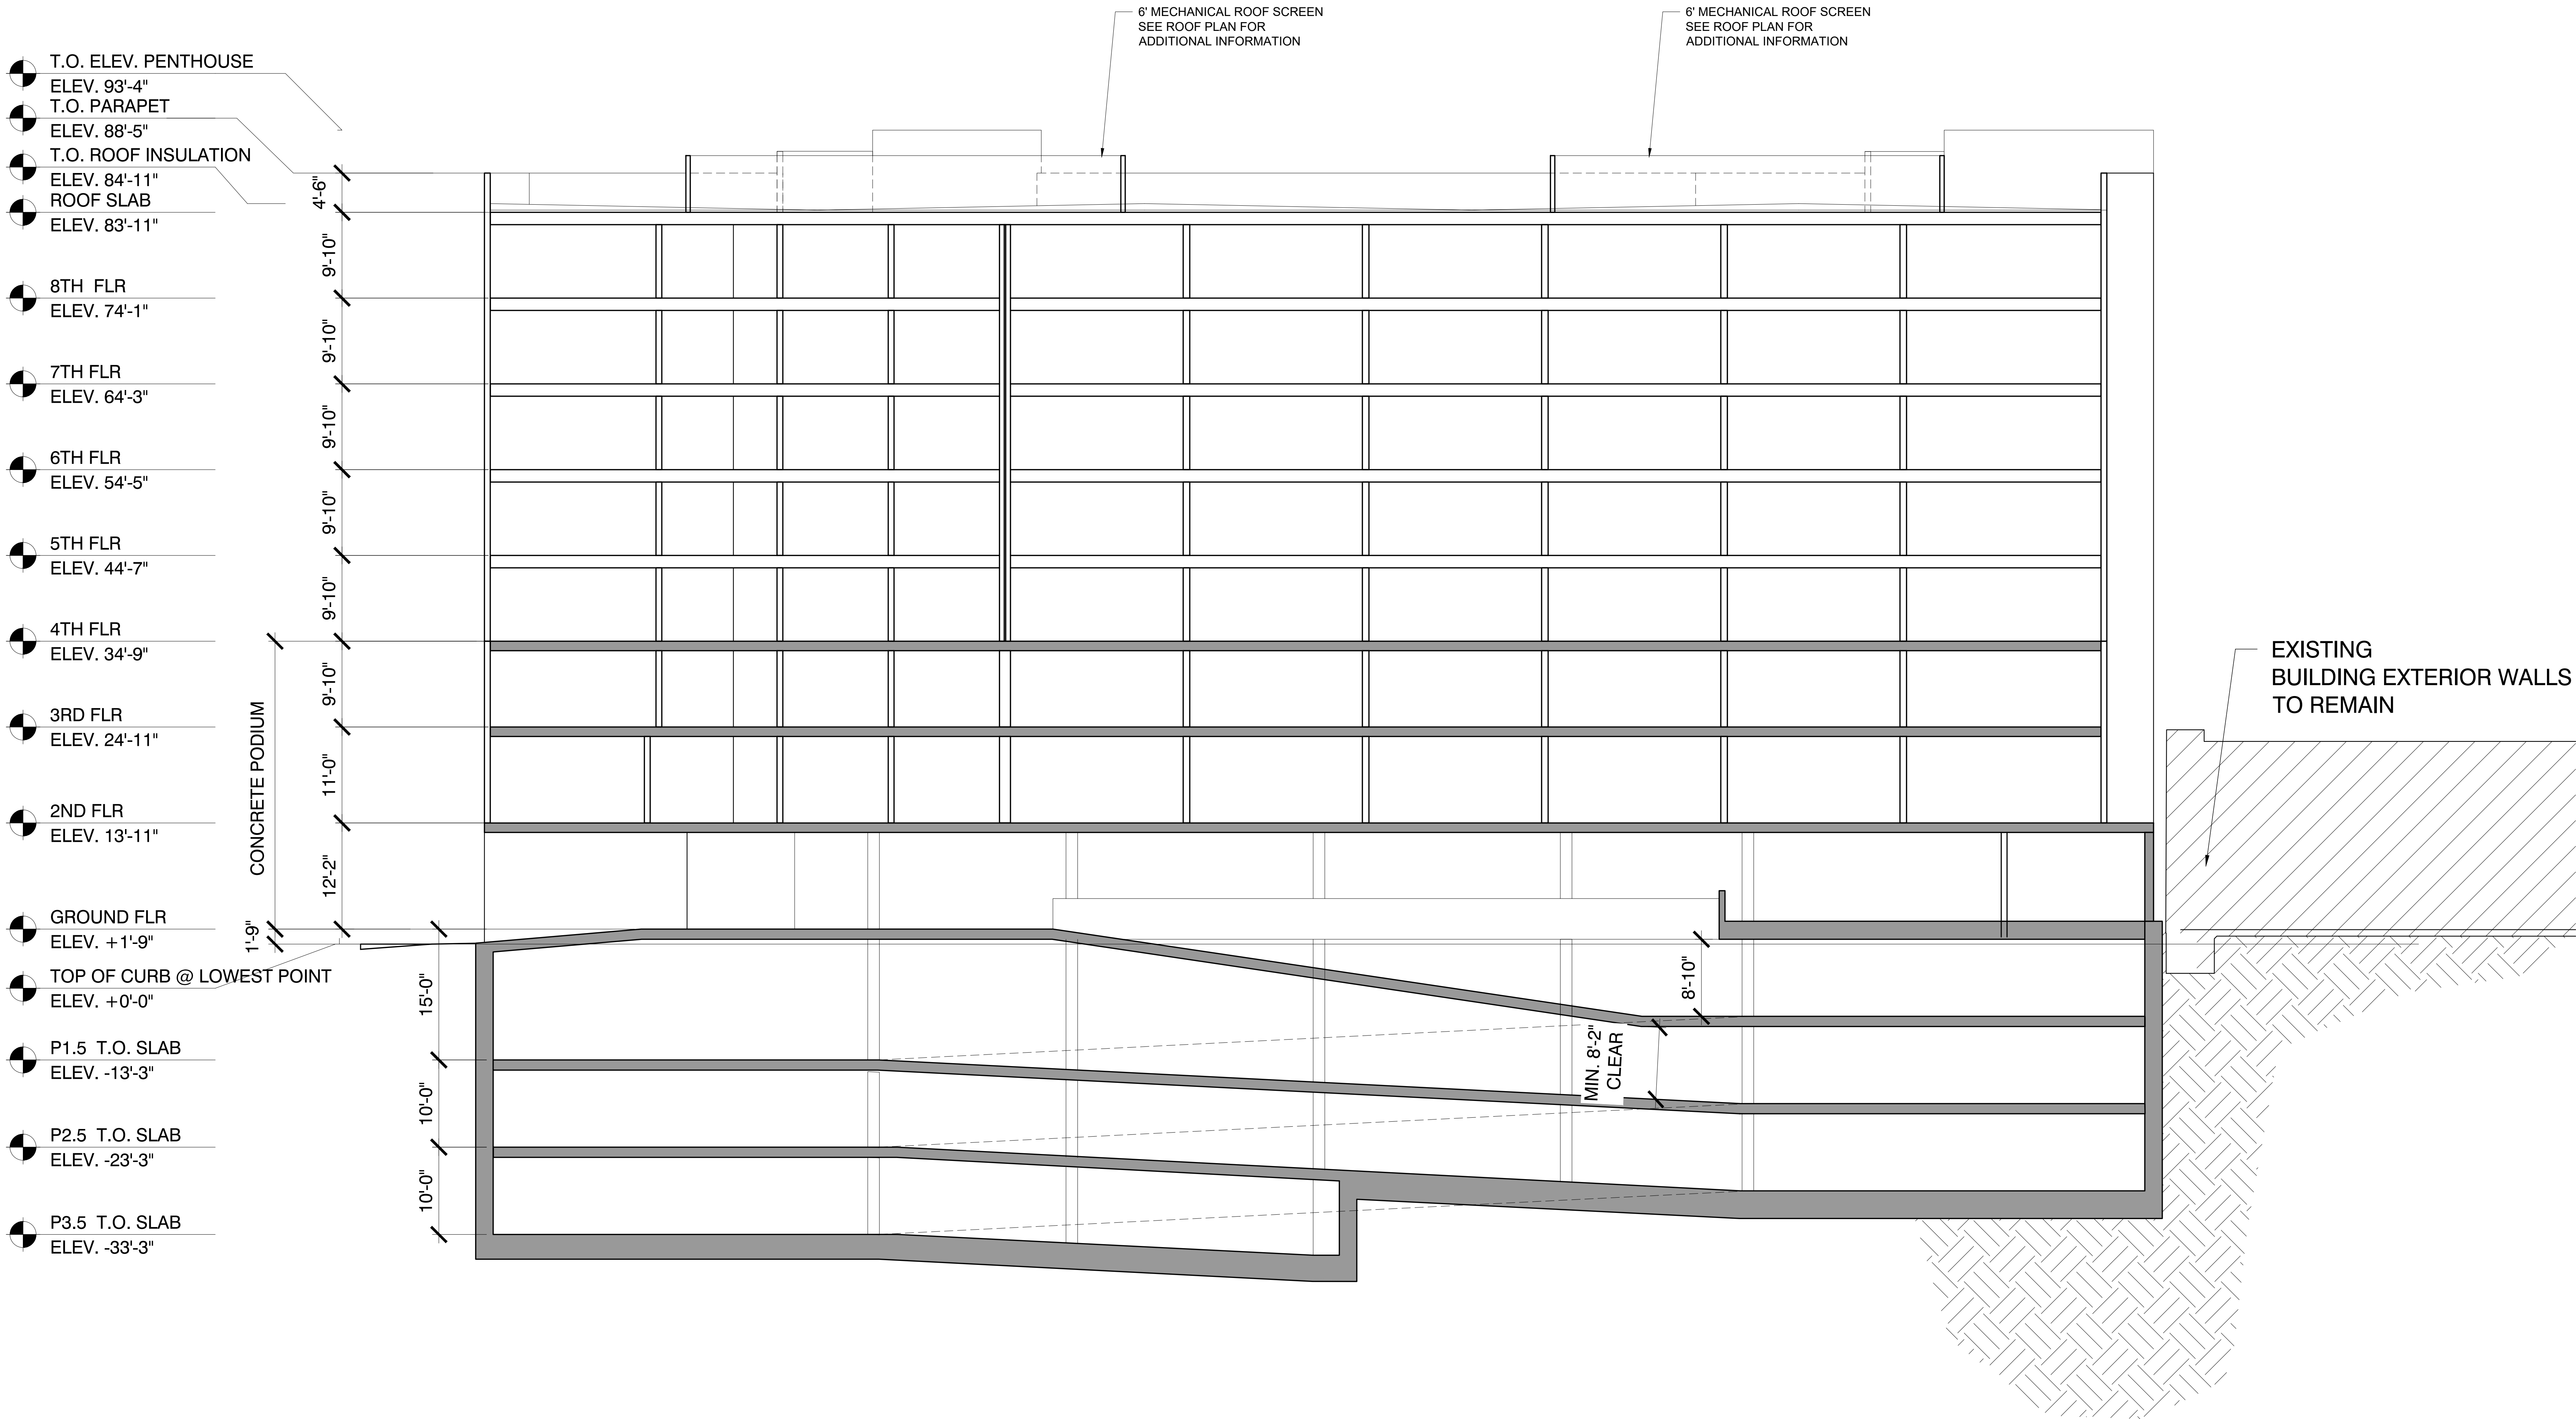 6' MECHANICAL ROOF SCREEN
SEE ROOF PLAN FOR
ADDITIONAL INFORMATION
6' MECHANICAL ROOF SCREEN
SEE ROOF PLAN FOR
ADDITIONAL INFORMATION
T.O. ELEV. PENTHOUSE
ELEV. 93'-4"
T.O. PARAPET
ELEV. 88'-5"
T.O. ROOF INSULATION
ELEV. 84'-11"
ROOF SLAB
ELEV. 83'-11"
8TH FLR
ELEV. 74'-1"
7TH FLR
ELEV. 64'-3"
6TH FLR
ELEV. 54'-5"
5TH FLR
ELEV. 44'-7"
4TH FLR
ELEV. 34'-9"
3RD FLR
ELEV. 24'-11"
2ND FLR
ELEV. 13'-11"
GROUND FLR
ELEV. +1'-9"
TOP OF CURB @ LOWEST POINT
ELEV. +0'-0"
P1.5 T.O. SLAB
ELEV. -13'-3"
P2.5 T.O. SLAB
ELEV. -23'-3"
P3.5 T.O. SLAB
ELEV. -33'-3"
4'-6"
9'-10"
9'-10"
9'-10"
9'-10"
9'-10"
9'-10"
11'-0"
12'-2"
CONCRETE PODIUM
1'-9"
15'-0"
10'-0"
10'-0"
8'-10"
MIN. 8'-2"
CLEAR
EXISTING
BUILDING EXTERIOR WALLS
TO REMAIN